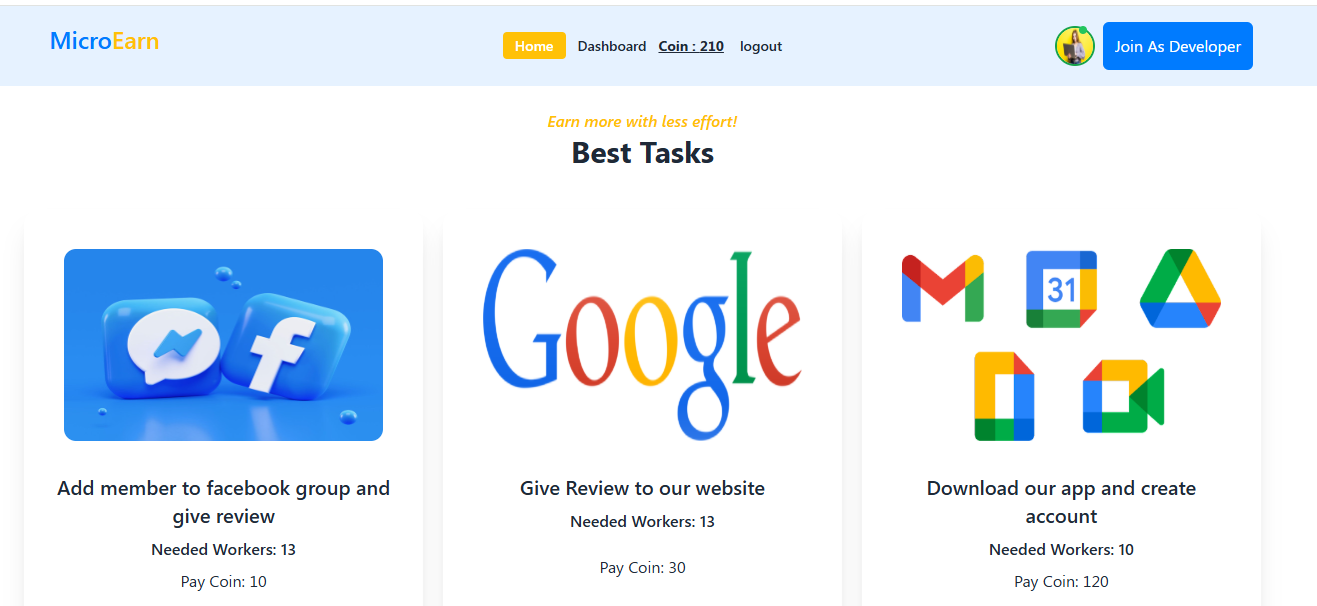 MicroEarn
Home Dashboard Coin : 210 logout
Join As Developer
Earn more with less effort!
Best Tasks
Google
31
Add member to facebook group and
give review
Needed Workers: 13
Pay Coin: 10
Give Review to our website
Needed Workers: 13
Pay Coin: 30
Download our app and create
account
Needed Workers: 10
Pay Coin: 120